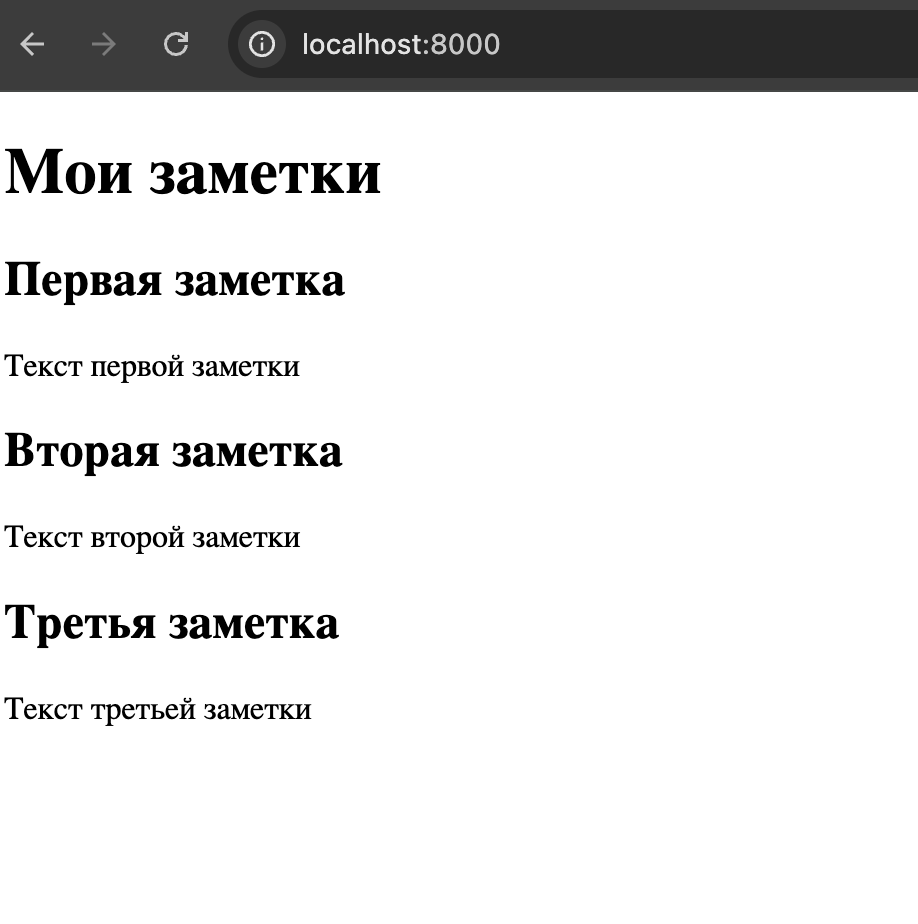 localhost:8000
Мои заметки
Первая заметка
Текст первой заметки
Вторая заметка
Текст второй заметки
Третья заметка
Текст третьей заметки